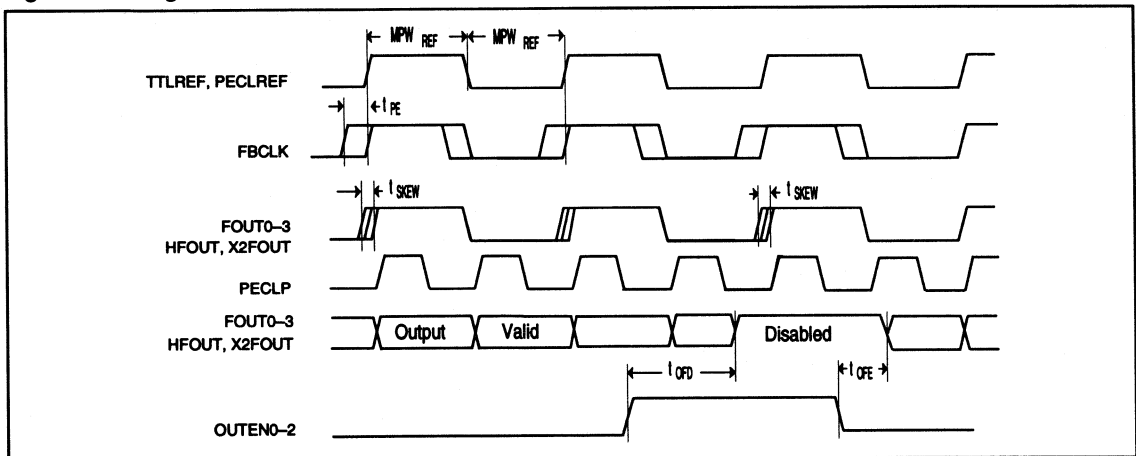 MPW REF MPW REF
TTLREF, PECLREF
t PE
FBCLK
t SKEW t SKEW
FOUT0–3
HFOUT, X2FOUT
PECLP
FOUT0–3
HFOUT, X2FOUT
Output Valid Disabled
t OFD t OFE
OUTEN0–2